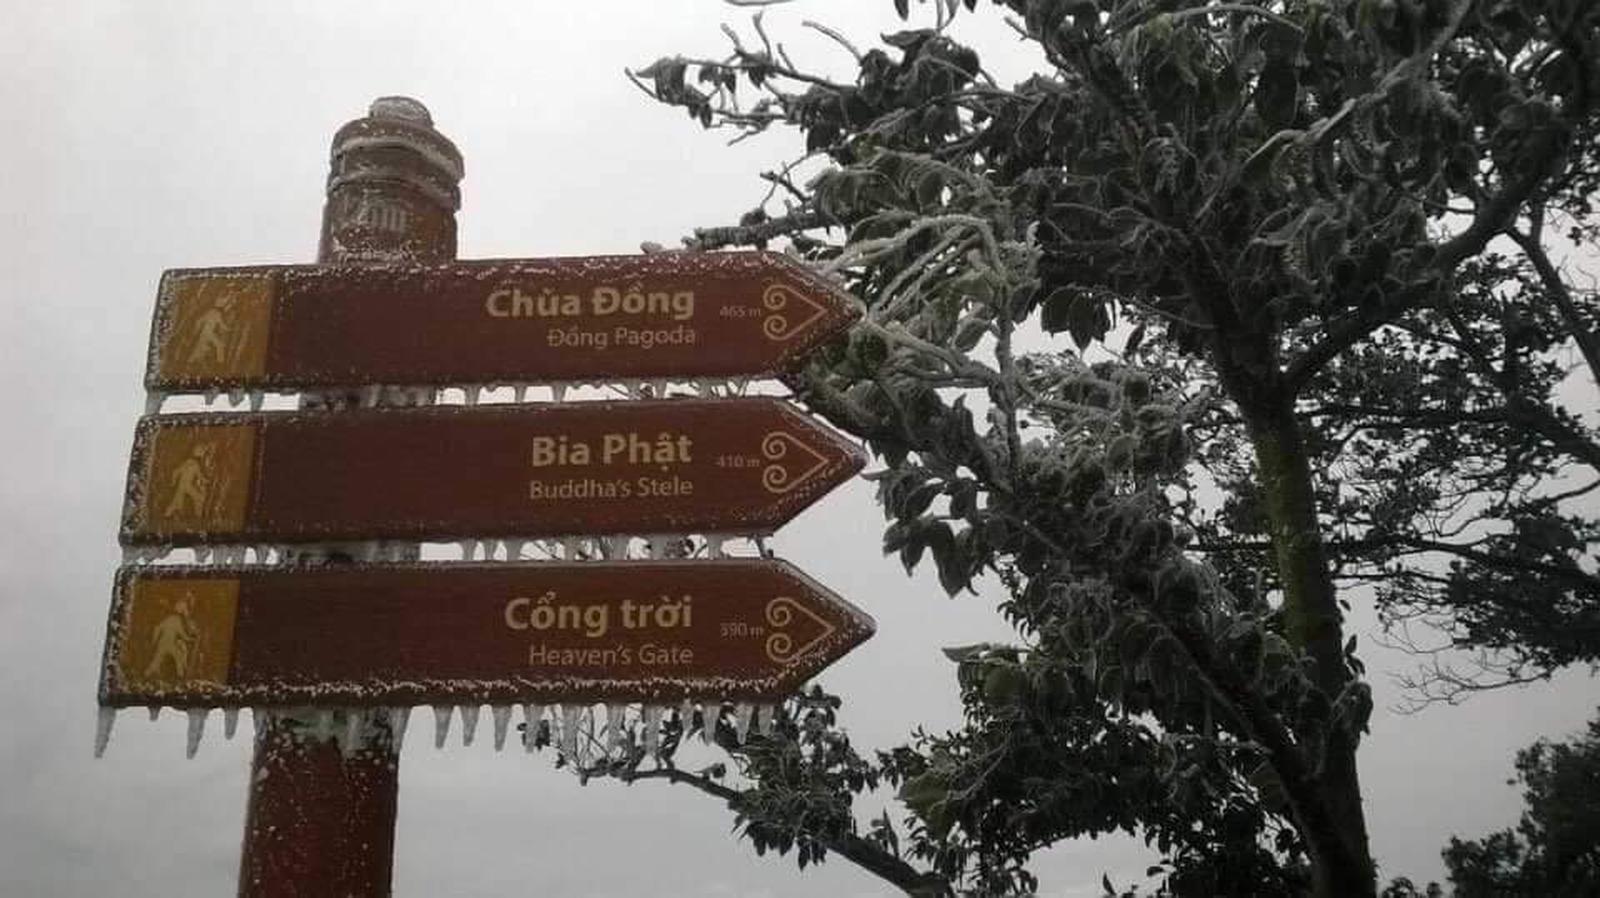 Chùa Đồng
Đồng Pagoda
465 m
Bia Phật
Buddha's Stele
410 m
Cổng trời
Heaven's Gate
390 m